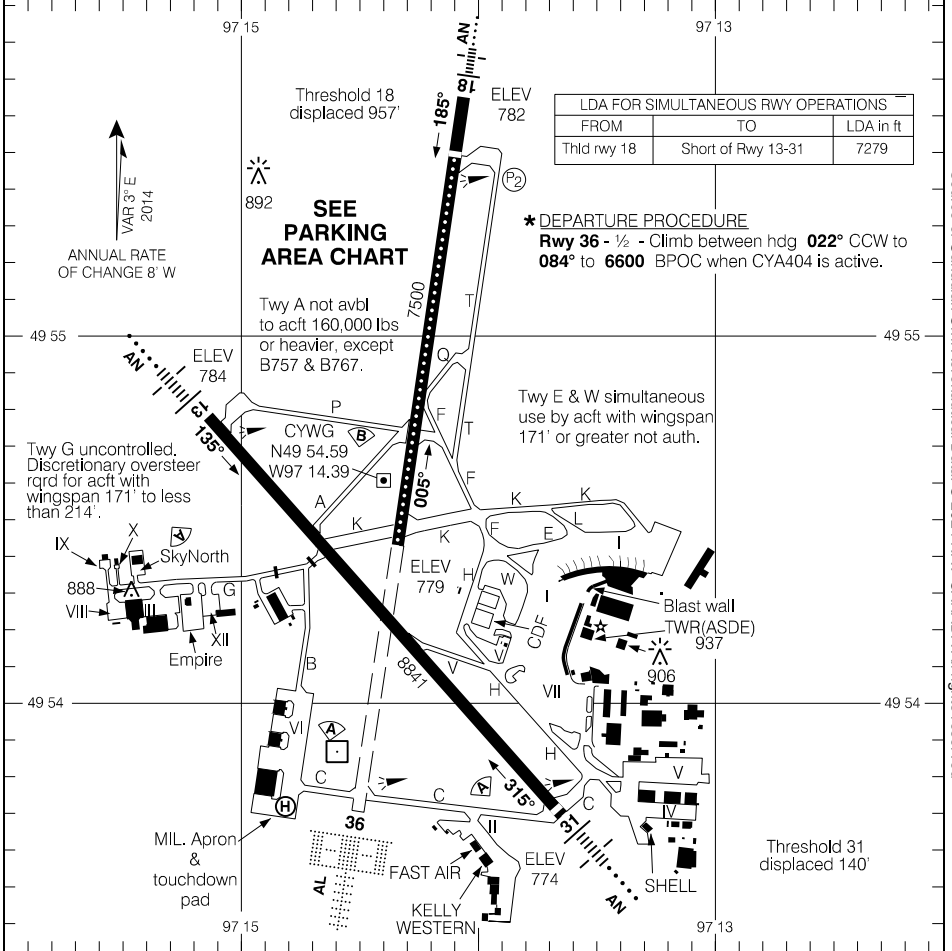 97 15
97 13
AN
18
185°
Threshold 18
displaced 957'
ELEV
782
LDA FOR SIMULTANEOUS RWY OPERATIONS
FROM TO LDA in ft
Thld rwy 18 Short of Rwy 13-31 7279
VAR 3° E
2014
ANNUAL RATE
OF CHANGE 8' W
892
SEE
PARKING
AREA CHART
P2
* DEPARTURE PROCEDURE
Rwy 36 - ½ - Climb between hdg 022° CCW to
084° to 6600 BPOC when CYA404 is active.
7500
T
Twy A not avbl
to acft 160,000 lbs
or heavier, except
B757 & B767.
49 55
49 55
AN
ELEV
784
Q
13
135°
P
F
T
Twy E & W simultaneous
use by acft with wingspan
171' or greater not auth.
CYWG
N49 54.59
W97 14.39
B
Twy G uncontrolled.
Discretionary oversteer
rqrd for acft with
wingspan 171' to less
than 214'.
005°
F
A
K
K
K
K
L
F
E
A
IX
X
SkyNorth
I
ELEV
779
H
W
I
888
VIII
III
G
XII
Empire
CDF
V
Blast wall
TWR(ASDE)
937
906
B
8841
V
H
VII
49 54
49 54
VI
A
H
C
C
A
315°
C
V
IV
H
36
31
II
MIL. Apron
&
touchdown
pad
AL
FAST AIR
KELLY
WESTERN
ELEV
774
SHELL
AN
Threshold 31
displaced 140'
97 15
97 13